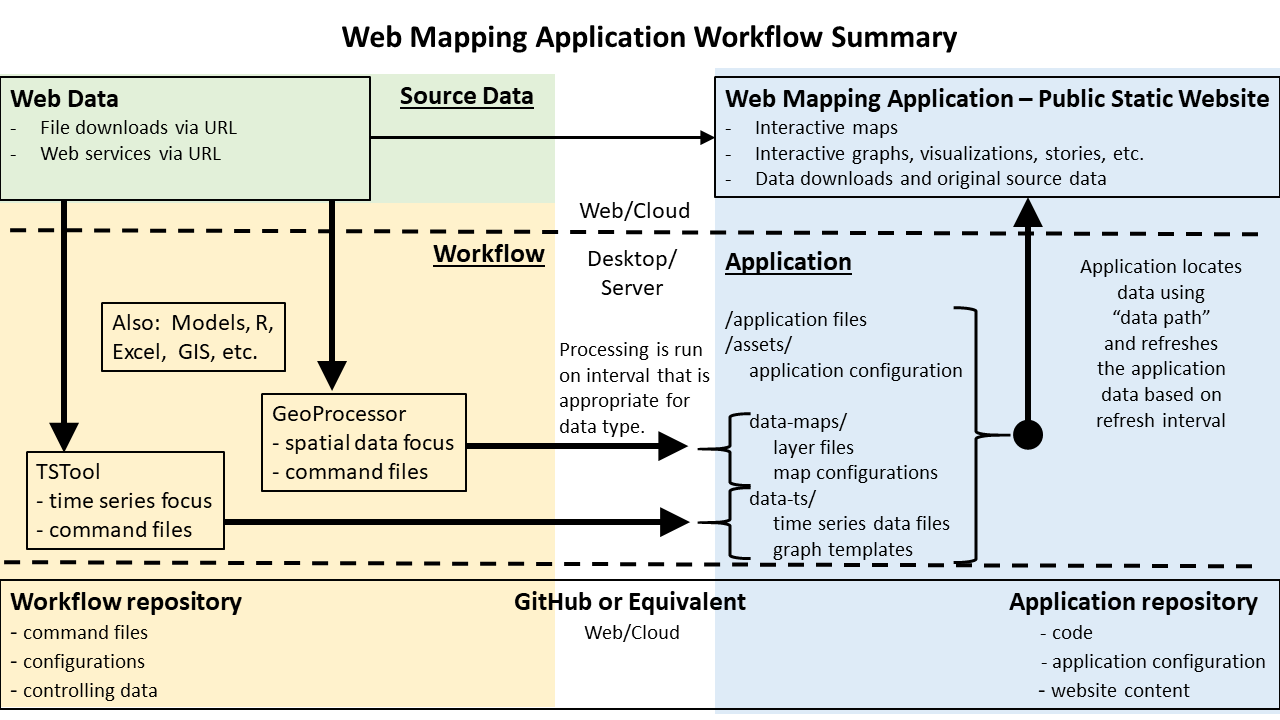 Web Mapping Application Workflow Summary
Web Data
- File downloads via URL
- Web services via URL
Source Data
Web Mapping Application – Public Static Website
- Interactive maps
- Interactive graphs, visualizations, stories, etc.
- Data downloads and original source data
Web/Cloud
Workflow
Desktop/
Server
Application
Also: Models, R,
Excel, GIS, etc.
GeoProcessor
- spatial data focus
- command files
TSTool
- time series focus
- command files
Processing is run
on interval that is
appropriate for
data type.
/application files
/assets/
application configuration
data-maps/
layer files
map configurations
data-ts/
time series data files
graph templates
Application locates
data using
“data path”
and refreshes
the application
data based on
refresh interval
Workflow repository
- command files
- configurations
- controlling data
GitHub or Equivalent
Web/Cloud
Application repository
- code
- application configuration
- website content